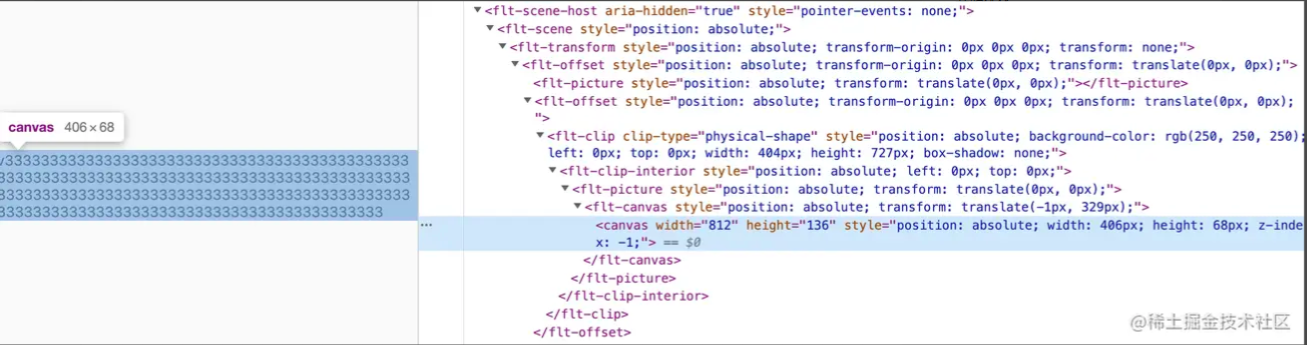 <flt-scene-host aria-hidden="true" style="pointer-events: none;">
<flt-scene style="position: absolute;">
<flt-transform style="position: absolute; transform-origin: 0px 0px 0px; transform: none;">
<flt-offset style="position: absolute; transform-origin: 0px 0px 0px; transform: translate(0px, 0px);">
<flt-picture style="position: absolute; transform: translate(0px, 0px);"></flt-picture>
<flt-offset style="position: absolute; transform-origin: 0px 0px 0px; transform: translate(0px, 0px);
">
<flt-clip clip-type="physical-shape" style="position: absolute; background-color: rgb(250, 250, 250);
left: 0px; top: 0px; width: 404px; height: 727px; box-shadow: none;">
<flt-clip-interior style="position: absolute; left: 0px; top: 0px;">
<flt-picture style="position: absolute; transform: translate(0px, 0px);">
<flt-canvas style="position: absolute; transform: translate(-1px, 329px);">
<canvas width="812" height="136" style="position: absolute; width: 406px; height: 68px; z-inde
x: -1;"> == $0
</flt-canvas>
</flt-picture>
</flt-clip-interior>
</flt-clip>
</flt-offset>
canvas 406 × 68
@稀土掘金技术社区